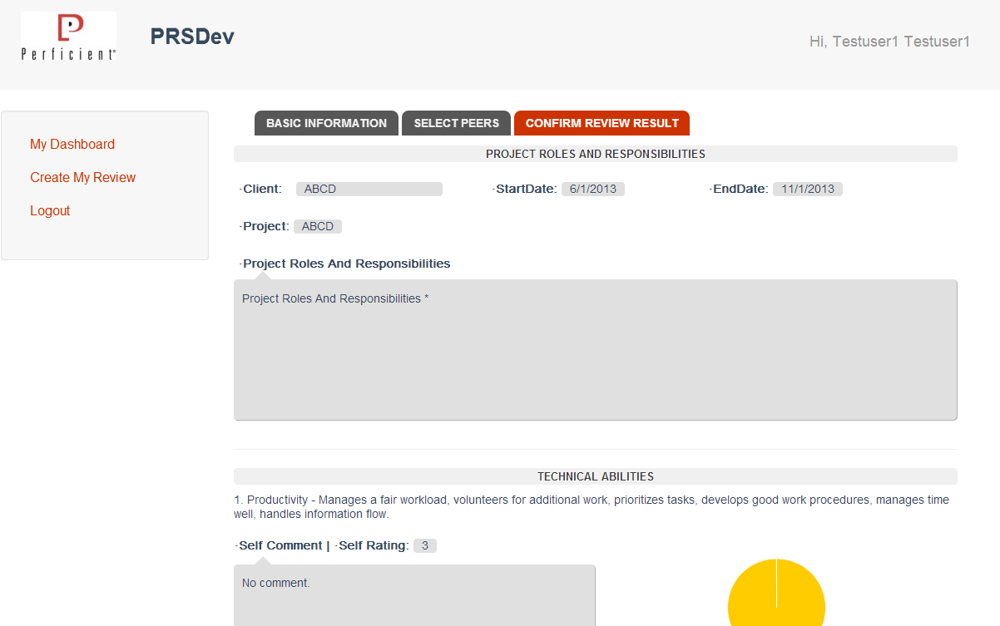 Perficient®
PRSDev
Hi, Testuser1 Testuser1
My Dashboard
Create My Review
Logout
BASIC INFORMATION SELECT PEERS CONFIRM REVIEW RESULT
PROJECT ROLES AND RESPONSIBILITIES
·Client: ABCD ·StartDate: 6/1/2013 ·EndDate: 11/1/2013
·Project: ABCD
·Project Roles And Responsibilities
Project Roles And Responsibilities *
TECHNICAL ABILITIES
1. Productivity - Manages a fair workload, volunteers for additional work, prioritizes tasks, develops good work procedures, manages time
well, handles information flow.
·Self Comment | ·Self Rating: 3
No comment.